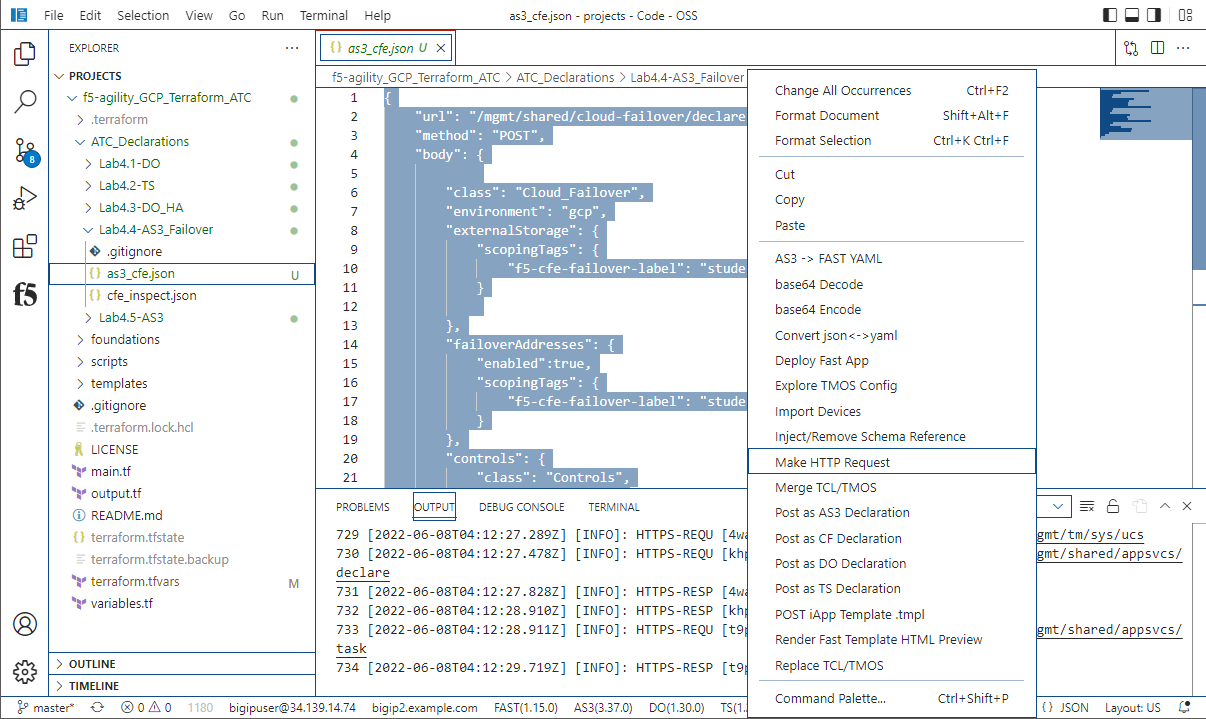 File Edit Selection View Go Run Terminal Help
as3_cfe.json - projects - Code - OSS
EXPLORER
PROJECTS
f5-agility_GCP_Terraform_ATC
.terraform
ATC_Declarations
Lab4.1-DO
Lab4.2-TS
Lab4.3-DO_HA
Lab4.4-AS3_Failover
.gitignore
as3_cfe.json U
cfe_inspect.json
Lab4.5-AS3
foundations
scripts
templates
.gitignore
.terraform.lock.hcl
LICENSE
main.tf
output.tf
README.md
terraform.tfstate
terraform.tfstate.backup
terraform.tfvars M
variables.tf
OUTLINE
TIMELINE
8
f5
as3_cfe.json U
f5-agility_GCP_Terraform_ATC > ATC_Declarations > Lab4.4-AS3_Failover
1 {
2 "url": "/mgmt/shared/cloud-failover/declare
3 "method": "POST",
4 "body": {
5
6 "class": "Cloud_Failover",
7 "environment": "gcp",
8 "externalStorage": {
9 "scopingTags": {
10 "f5-cfe-failover-label": "stude
11 }
12
13 },
14 "failoverAddresses": {
15 "enabled":true,
16 "scopingTags": {
17 "f5-cfe-failover-label": "stude
18 }
19 },
20 "controls": {
21 "class": "Controls",
Change All Occurrences Ctrl+F2
Format Document Shift+Alt+F
Format Selection Ctrl+K Ctrl+F
Cut
Copy
Paste
AS3 -> FAST YAML
base64 Decode
base64 Encode
Convert json<->yaml
Deploy Fast App
Explore TMOS Config
Import Devices
Inject/Remove Schema Reference
Make HTTP Request
Merge TCL/TMOS
Post as AS3 Declaration
Post as CF Declaration
Post as DO Declaration
Post as TS Declaration
POST iApp Template .tmpl
Render Fast Template HTML Preview
Replace TCL/TMOS
Command Palette... Ctrl+Shift+P
PROBLEMS OUTPUT DEBUG CONSOLE TERMINAL
729 [2022-06-08T04:12:27.289Z] [INFO]: HTTPS-REQU [4wa gmt/tm/sys/ucs
730 [2022-06-08T04:12:27.478Z] [INFO]: HTTPS-REQU [khp gmt/shared/appsvcs/
declare
731 [2022-06-08T04:12:27.828Z] [INFO]: HTTPS-RESP [4wa
732 [2022-06-08T04:12:28.910Z] [INFO]: HTTPS-RESP [khp
733 [2022-06-08T04:12:28.911Z] [INFO]: HTTPS-REQU [t9p gmt/shared/appsvcs/
task
734 [2022-06-08T04:12:29.719Z] [INFO]: HTTPS-RESP [t9p
master* 0 0 1180 bigipuser@34.139.14.74 bigip2.example.com FAST(1.15.0) AS3(3.37.0) DO(1.30.0) TS(1.2 {} JSON Layout: US